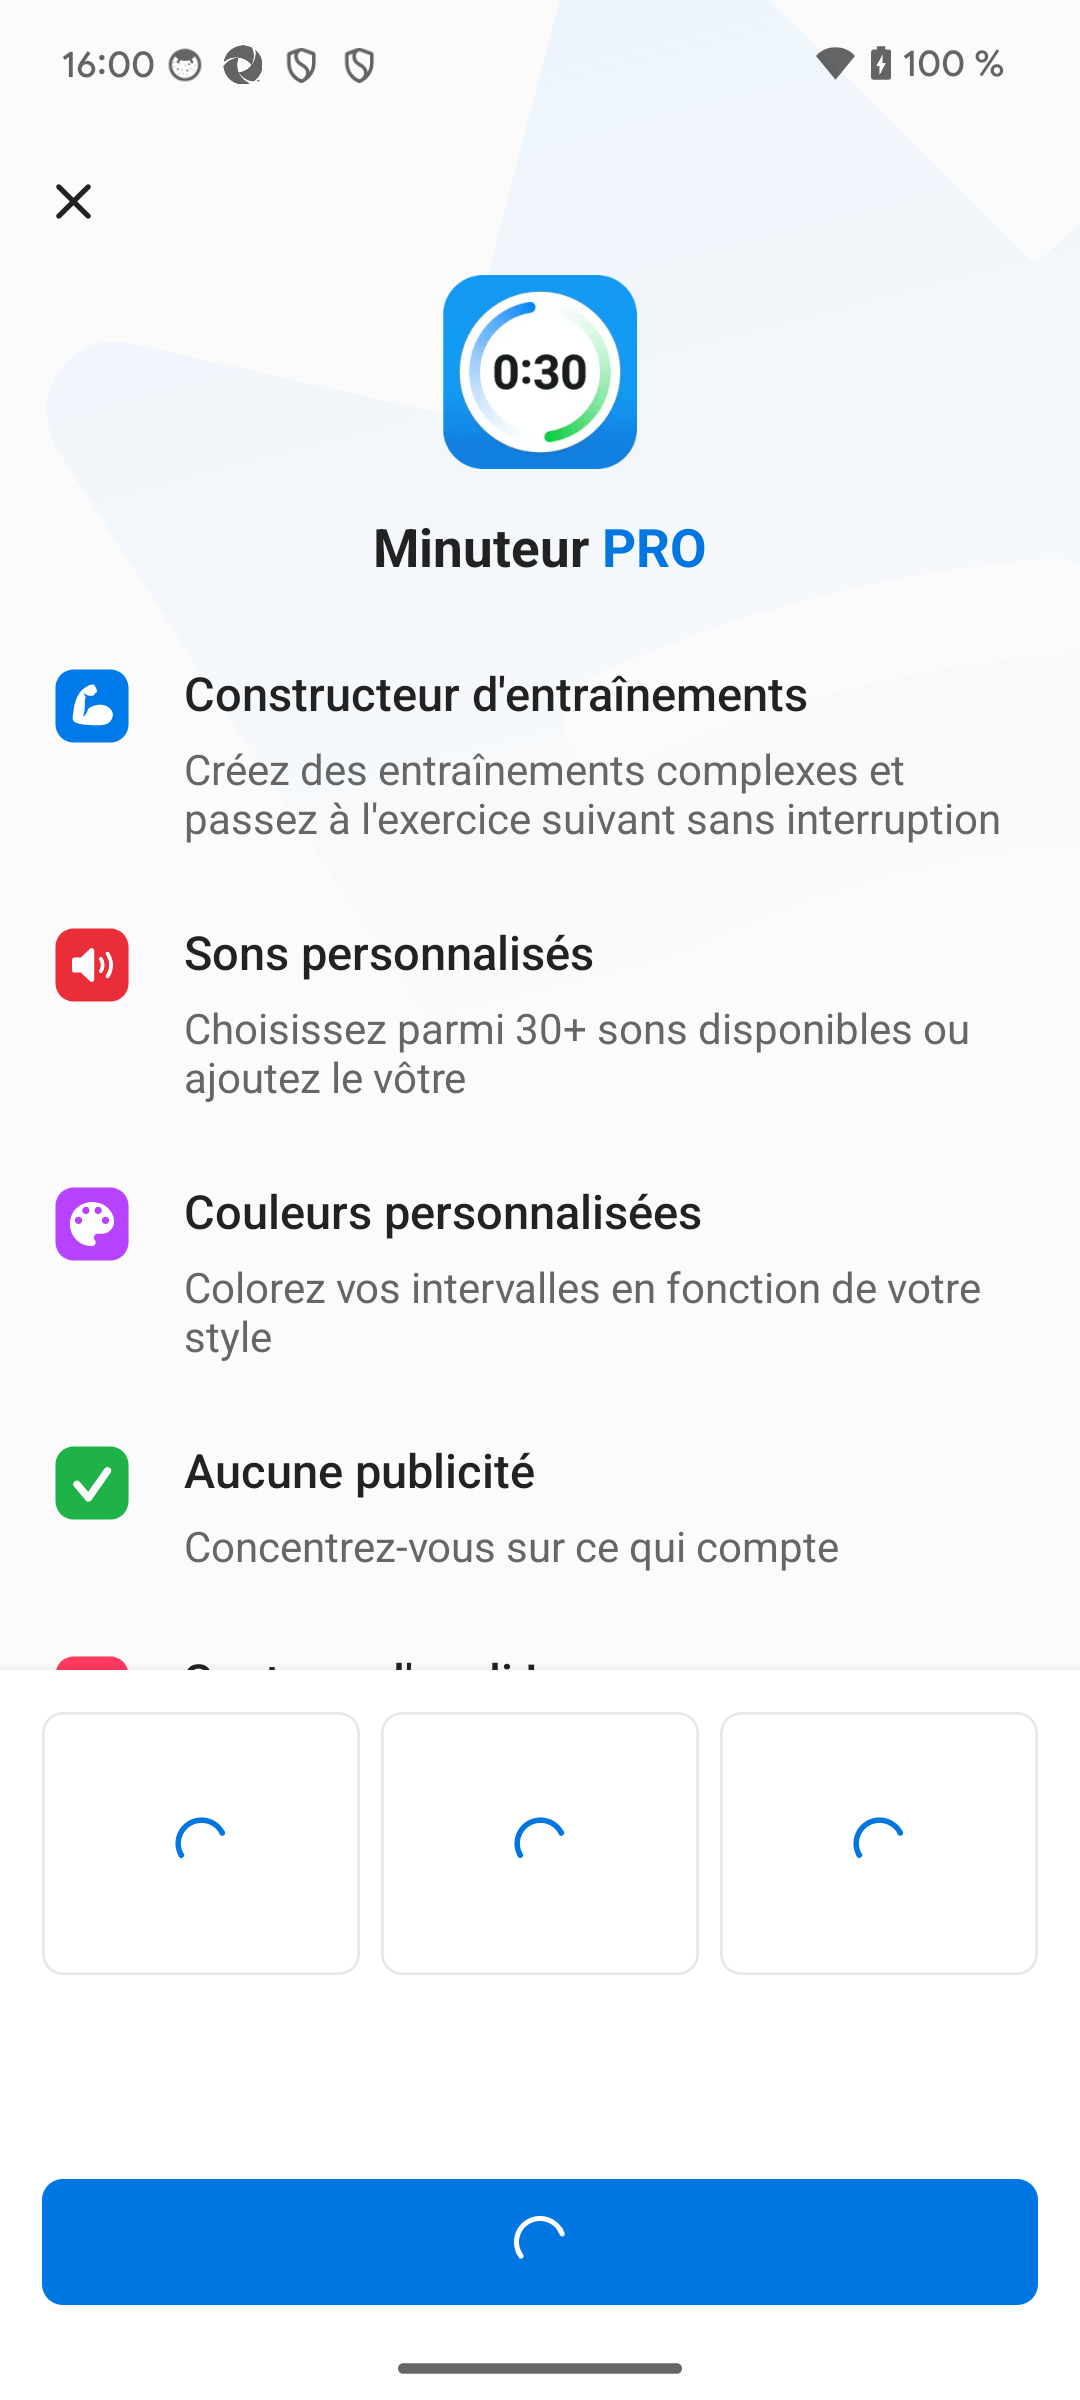 16:00
100 %
0:30
Minuteur PRO
Constructeur d'entraînements
Créez des entraînements complexes et
passez à l'exercice suivant sans interruption
Sons personnalisés
Choisissez parmi 30+ sons disponibles ou
ajoutez le vôtre
Couleurs personnalisées
Colorez vos intervalles en fonction de votre
style
Aucune publicité
Concentrez-vous sur ce qui compte